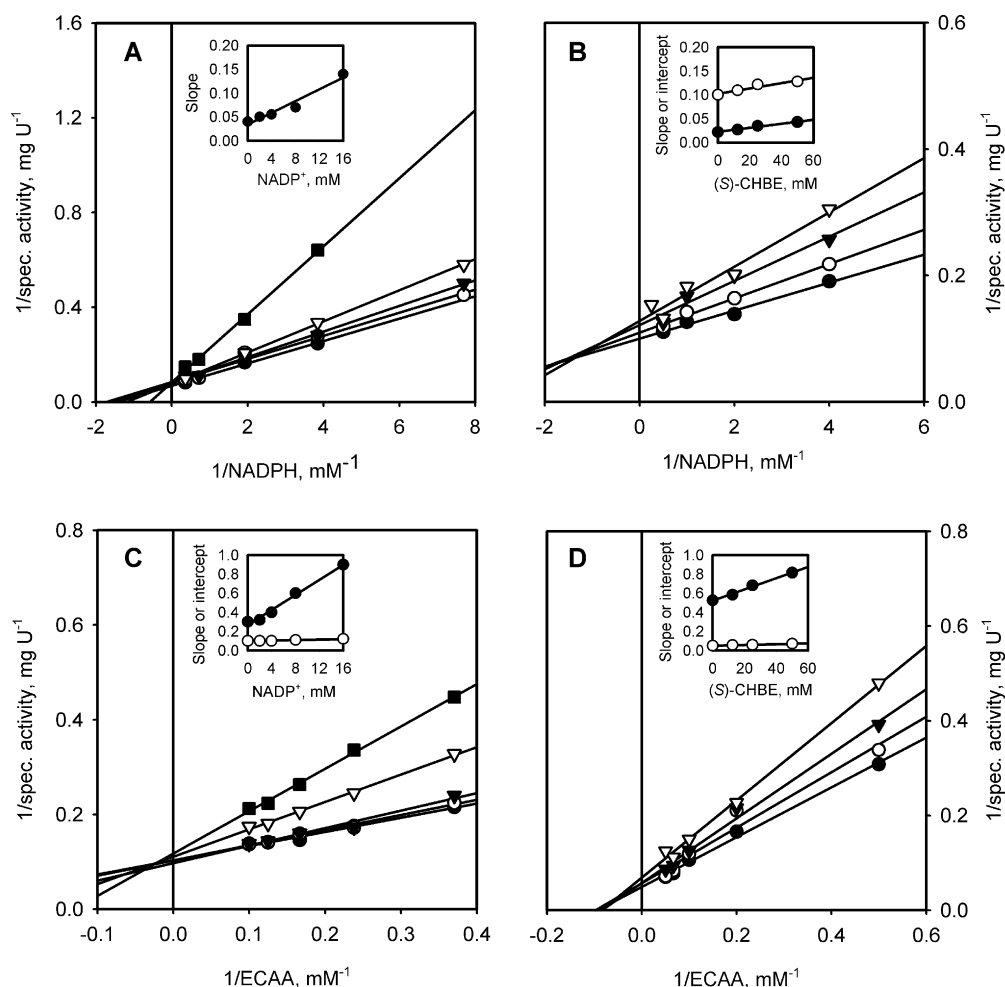 A
1/spec. activity, mg U-1
1.6
1.2
0.8
0.4
0.0
-2 0 2 4 6 8
1/NADPH, mM-1
Slope
0.20
0.15
0.10
0.05
0.00
0 4 8 12 16
NADP+, mM
B
1/spec. activity, mg U-1
0.6
0.4
0.2
0.0
-2 0 2 4 6
1/NADPH, mM-1
Slope or intercept
0.20
0.15
0.10
0.05
0.00
0 20 40 60
(S)-CHBE, mM
C
1/spec. activity, mg U-1
0.8
0.6
0.4
0.2
0.0
-0.1 0.0 0.1 0.2 0.3 0.4
1/ECAA, mM-1
Slope or intercept
1.0
0.8
0.6
0.4
0.2
0.0
0 4 8 12 16
NADP+, mM
D
1/spec. activity, mg U-1
0.8
0.6
0.4
0.2
0.0
-0.2 0.0 0.2 0.4 0.6
1/ECAA, mM-1
Slope or intercept
1.0
0.8
0.6
0.4
0.2
0.0
0 20 40 60
(S)-CHBE, mM